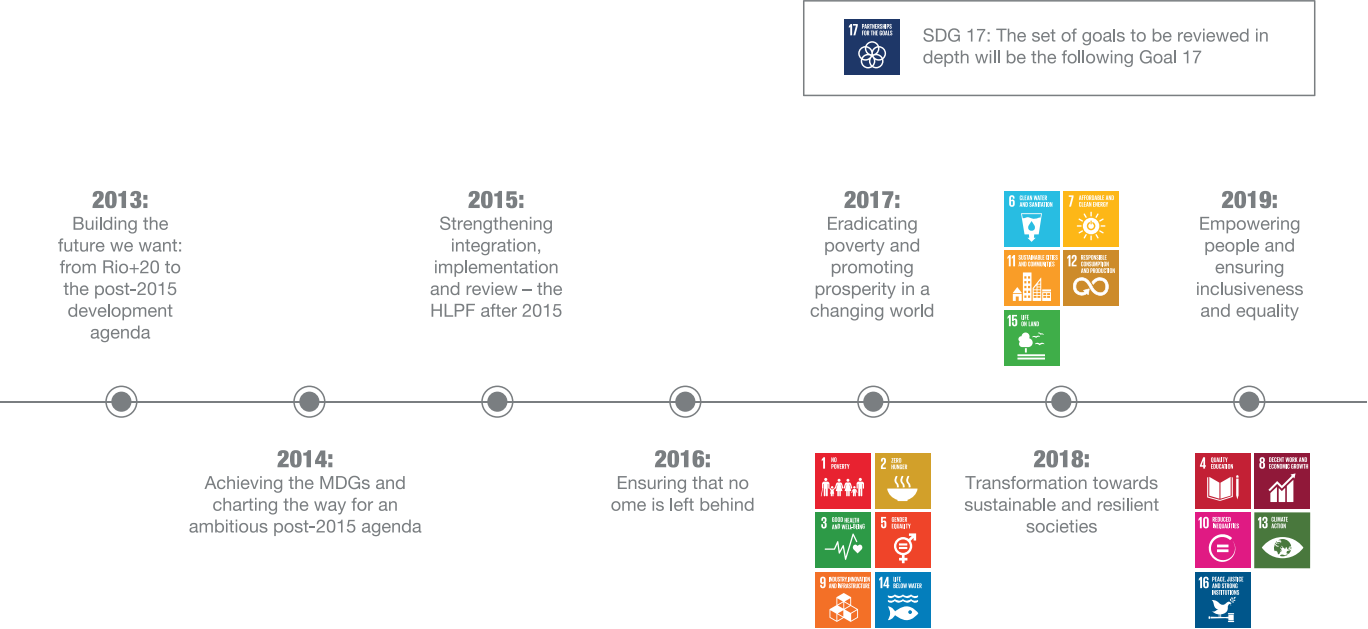 17 PARTNERSHIPS
FOR THE GOALS
SDG 17: The set of goals to be reviewed in
depth will be the following Goal 17
2013:
Building the
future we want:
from Rio+20 to
the post-2015
development
agenda
2015:
Strengthening
integration,
implementation
and review – the
HLPF after 2015
2017:
Eradicating
poverty and
promoting
prosperity in a
changing world
6 CLEAN WATER
AND SANITATION
7 AFFORDABLE AND
CLEAN ENERGY
11 SUSTAINABLE CITIES
AND COMMUNITIES
12 RESPONSIBLE
CONSUMPTION
AND PRODUCTION
15 LIFE
ON LAND
2019:
Empowering
people and
ensuring
inclusiveness
and equality
2014:
Achieving the MDGs and
charting the way for an
ambitious post-2015 agenda
2016:
Ensuring that no
ome is left behind
1 NO
POVERTY
2 ZERO
HUNGER
3 GOOD HEALTH
AND WELL-BEING
5 GENDER
EQUALITY
9 INDUSTRY, INNOVATION
AND INFRASTRUCTURE
14 LIFE
BELOW WATER
2018:
Transformation towards
sustainable and resilient
societies
4 QUALITY
EDUCATION
8 DECENT WORK AND
ECONOMIC GROWTH
10 REDUCED
INEQUALITIES
13 CLIMATE
ACTION
16 PEACE, JUSTICE
AND STRONG
INSTITUTIONS